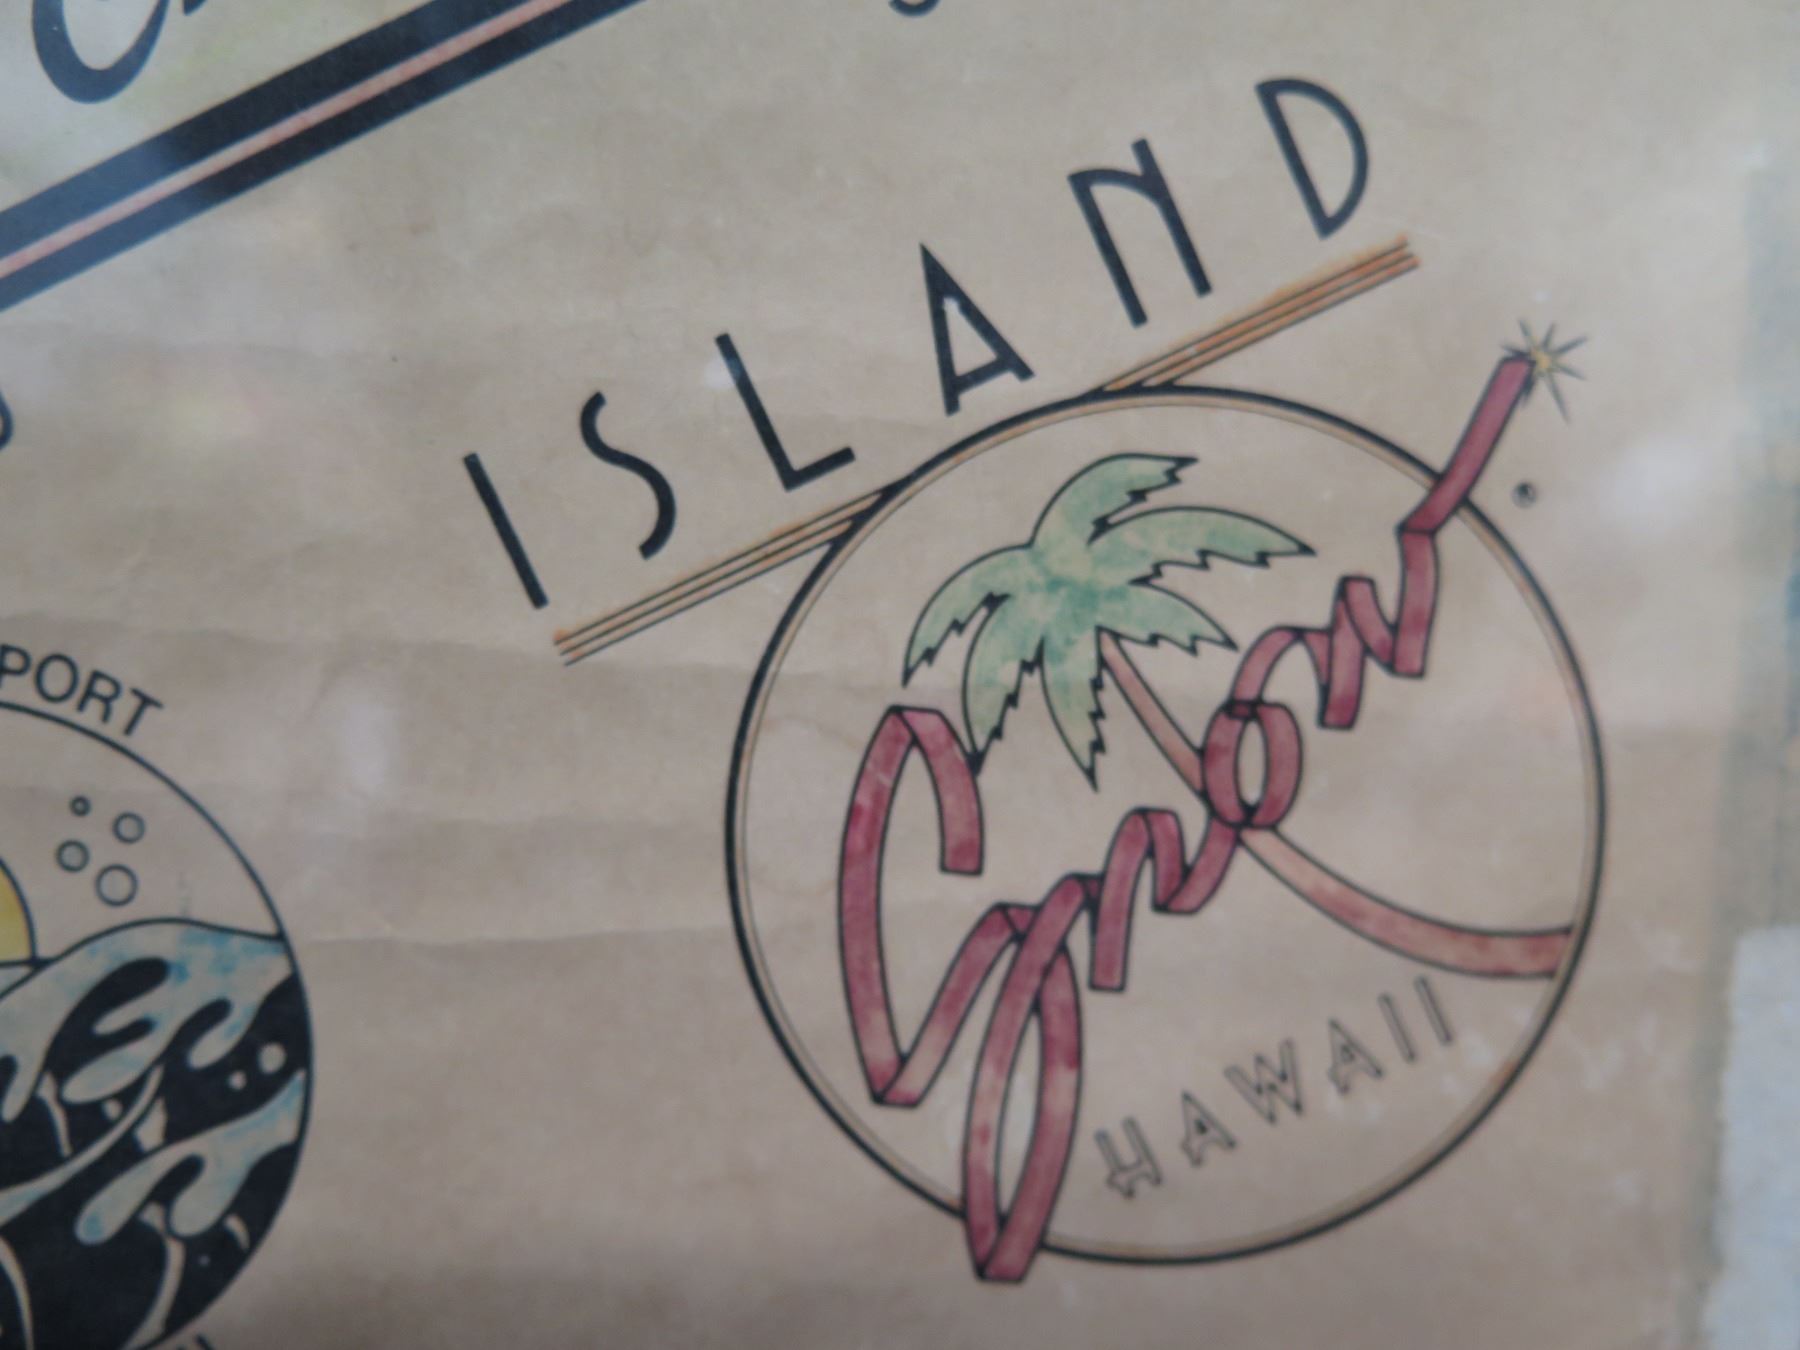 ISLAND
Snow ®
HAWAII
PORT